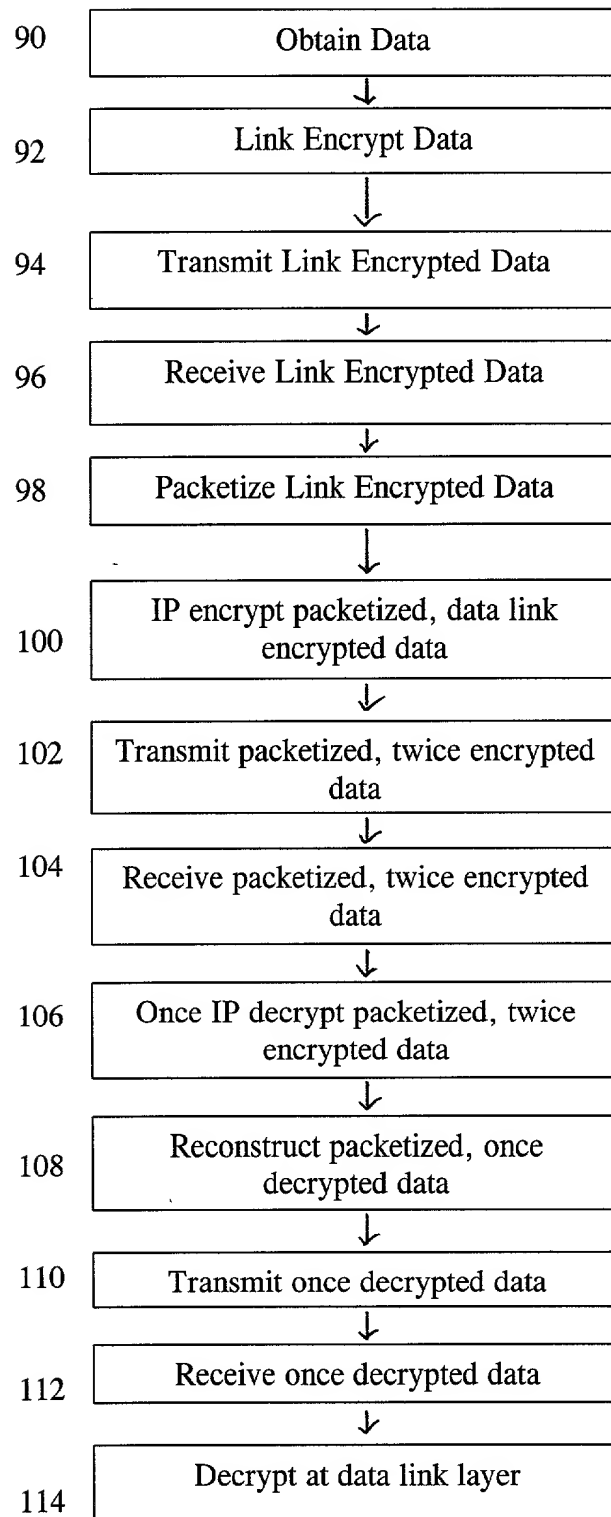 90 Obtain Data
92 Link Encrypt Data
94 Transmit Link Encrypted Data
96 Receive Link Encrypted Data
98 Packetize Link Encrypted Data
IP encrypt packetized, data link
100 encrypted data
102 Transmit packetized, twice encrypted
data
104 Receive packetized, twice encrypted
data
106 Once IP decrypt packetized, twice
encrypted data
108 Reconstruct packetized, once
decrypted data
110 Transmit once decrypted data
112 Receive once decrypted data
114 Decrypt at data link layer